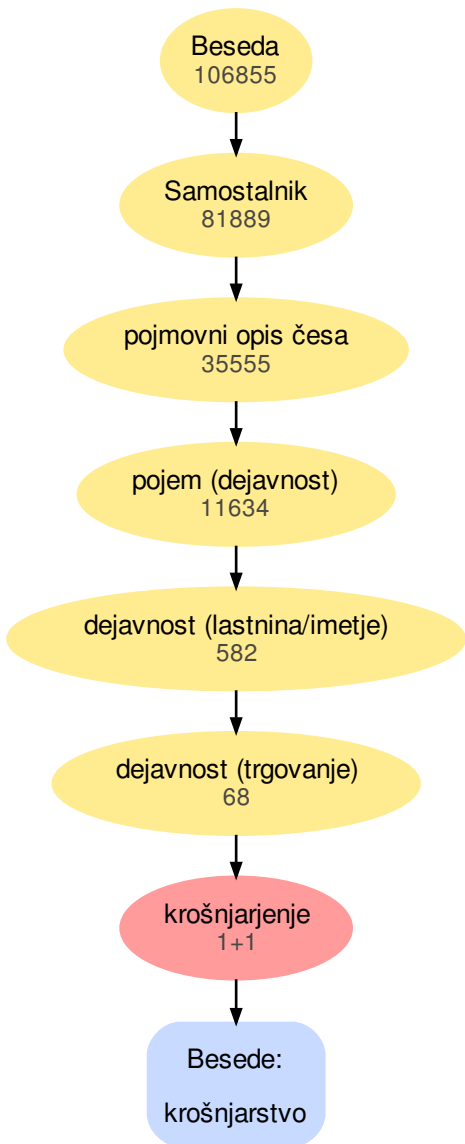 Beseda
106855
Samostalnik
81889
pojmovni opis česa
35555
pojem (dejavnost)
11634
dejavnost (lastnina/imetje)
582
dejavnost (trgovanje)
68
krošnjarjenje
1+1
Besede:
krošnjarstvo